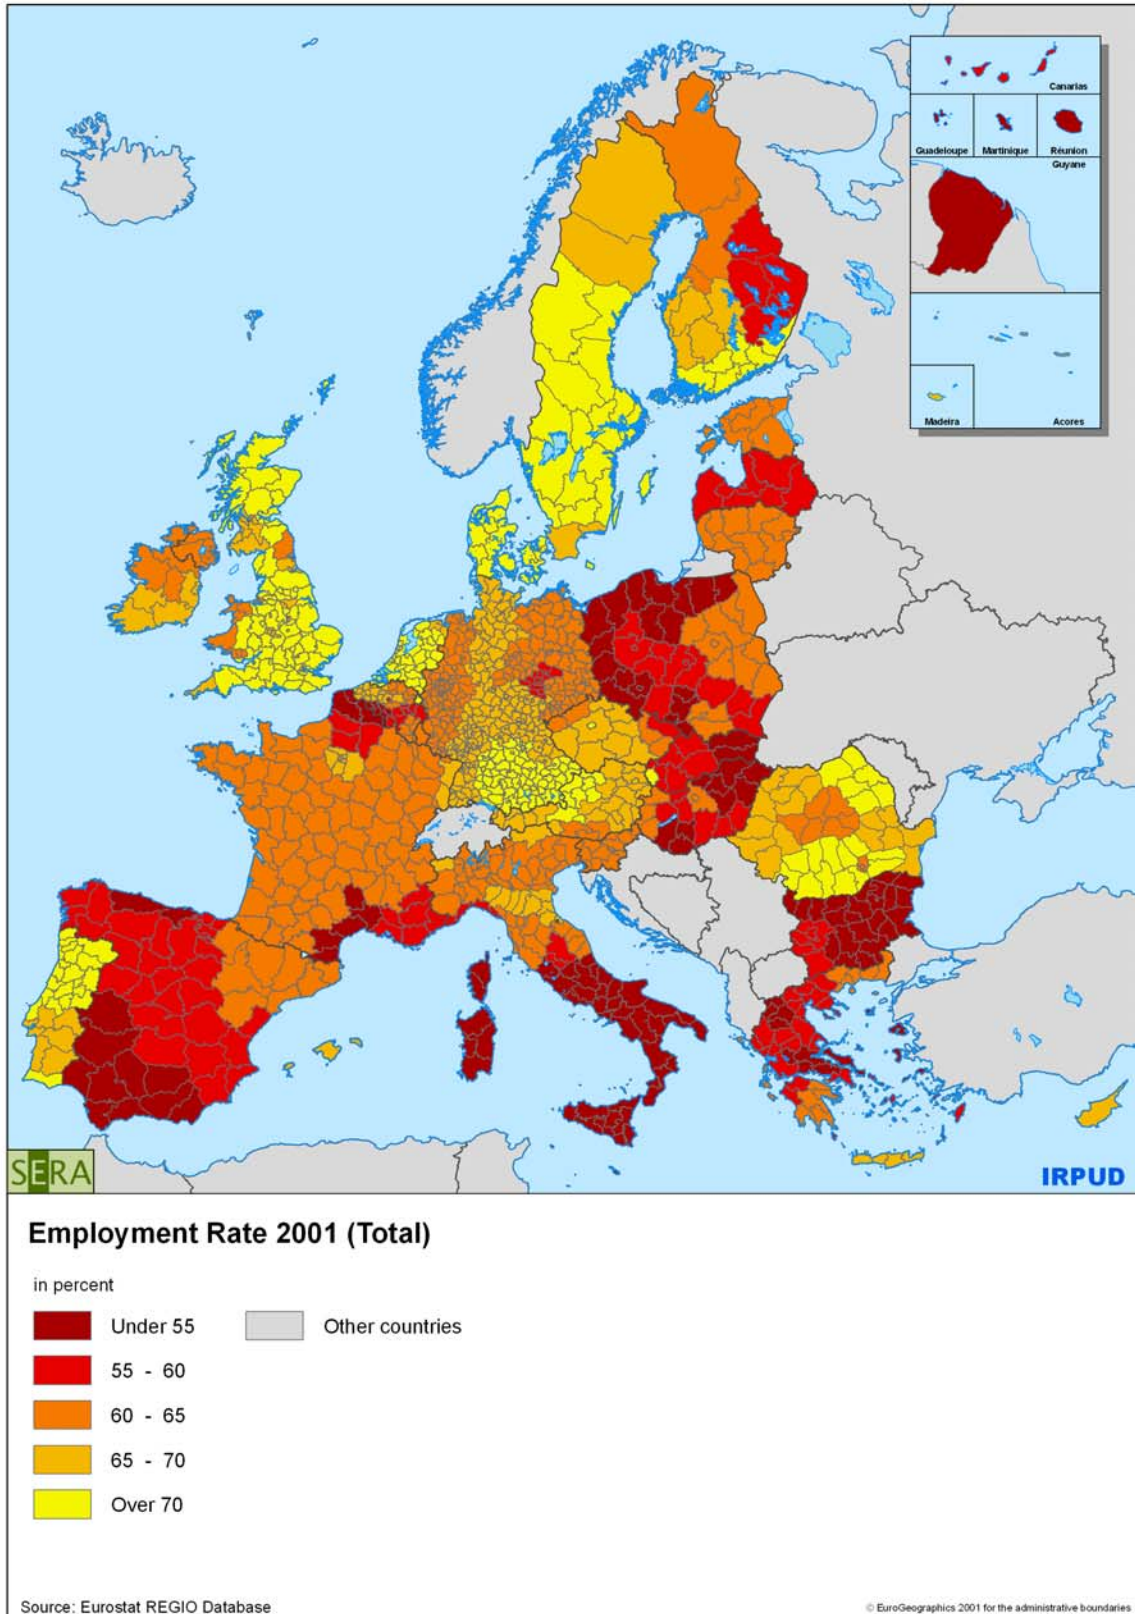 Canarias
Guadeloupe
Martinique
Réunion
Guyane
Madeira
Acores
SERA
IRPUD
Employment Rate 2001 (Total)
in percent
Under 55
Other countries
55 - 60
60 - 65
65 - 70
Over 70
Source: Eurostat REGIO Database
© EuroGeographics 2001 for the administrative boundaries